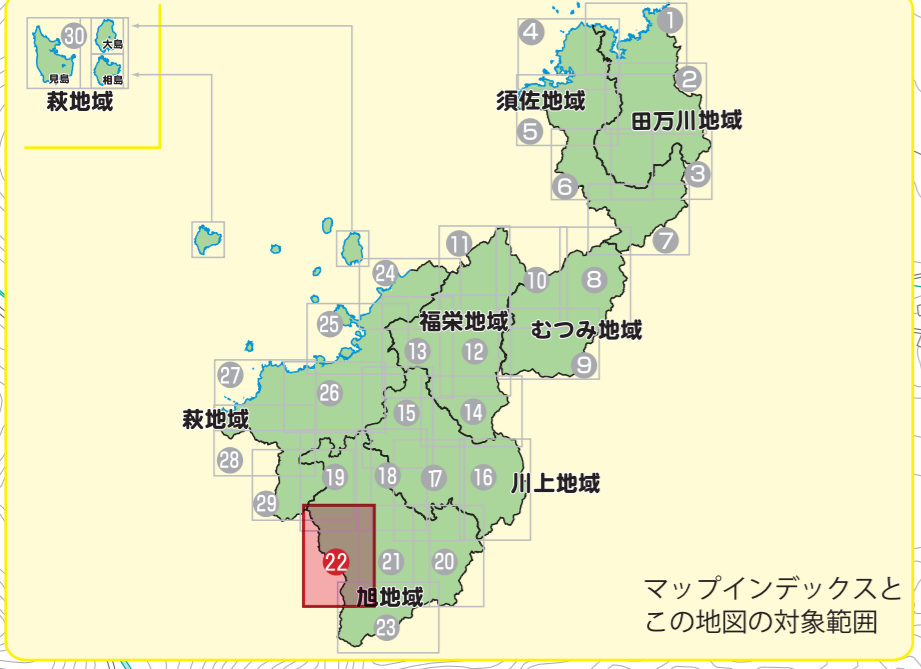 30
大島
見島
相島
萩地域
1
4
2
須佐地域
田万川地域
5
3
6
7
11
24
10
8
25
福栄地域
むつみ地域
13
12
9
27
26
15
14
萩地域
28
19
18
17
16
川上地域
29
22
21
20
旭地域
23
マップインデックスと
この地図の対象範囲